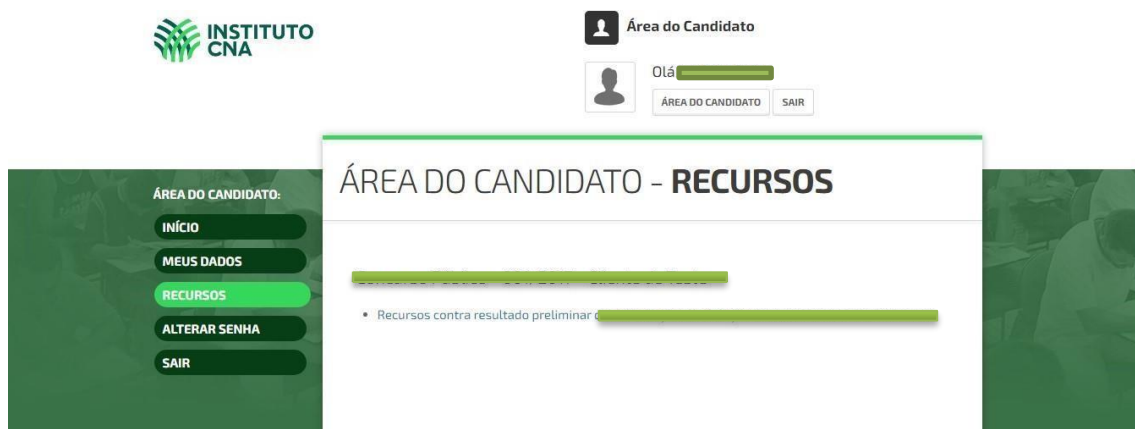 INSTITUTO
CNA
Área do Candidato
Olá
ÁREA DO CANDIDATO SAIR
ÁREA DO CANDIDATO - RECURSOS
ÁREA DO CANDIDATO:
INÍCIO
MEUS DADOS
RECURSOS
ALTERAR SENHA
SAIR
• Recursos contra resultado preliminar